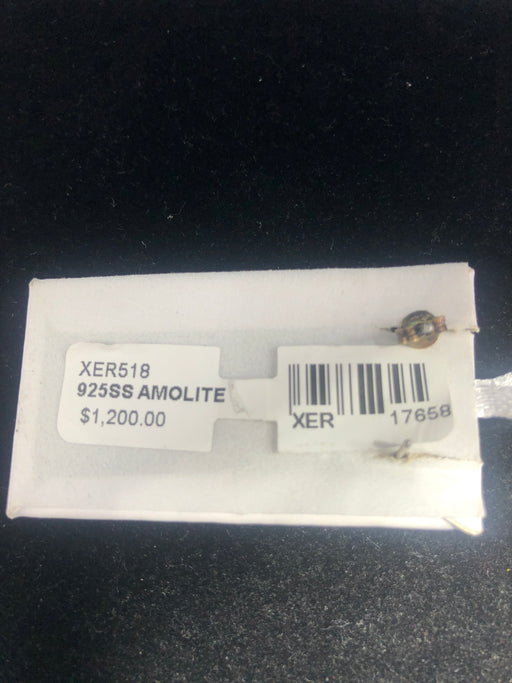 XER518
925SS AMOLITE
$1,200.00
XER 17658